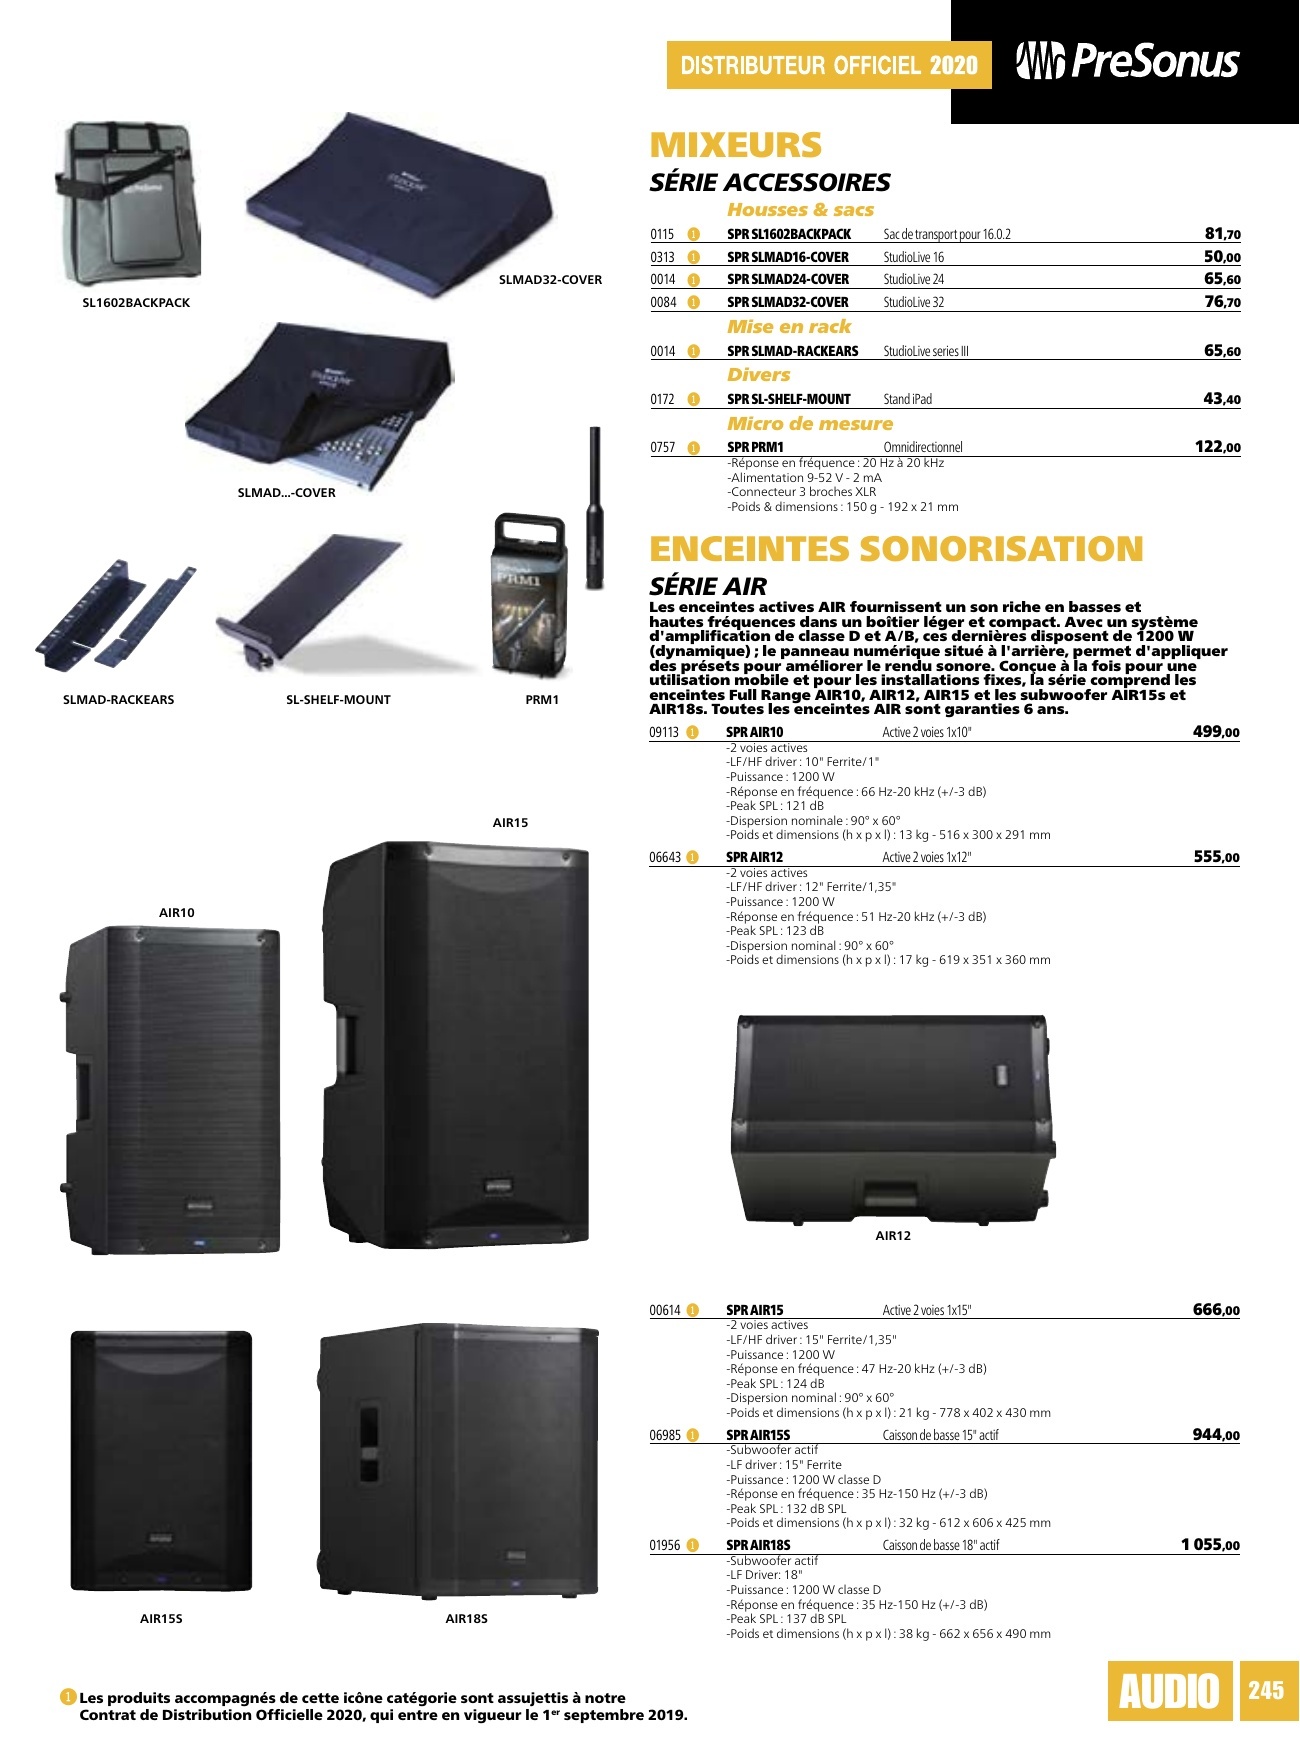 DISTRIBUTEUR OFFICIEL 2020
PreSonus
SL1602BACKPACK
SLMAD32-COVER
SLMAD...-COVER
SLMAD-RACKEARS
SL-SHELF-MOUNT
PRM1
PRM1
MIXEURS
SÉRIE ACCESSOIRES
Housses & sacs
0115 1 SPR SL1602BACKPACK Sac de transport pour 16.0.2 81,70
0313 1 SPR SLMAD16-COVER StudioLive 16 50,00
0014 1 SPR SLMAD24-COVER StudioLive 24 65,60
0084 1 SPR SLMAD32-COVER StudioLive 32 76,70
Mise en rack
0014 1 SPR SLMAD-RACKEARS StudioLive series III 65,60
Divers
0172 1 SPR SL-SHELF-MOUNT Stand iPad 43,40
Micro de mesure
0757 1 SPR PRM1 Omnidirectionnel 122,00
-Réponse en fréquence : 20 Hz à 20 kHz
-Alimentation 9-52 V - 2 mA
-Connecteur 3 broches XLR
-Poids & dimensions : 150 g - 192 x 21 mm
ENCEINTES SONORISATION
SÉRIE AIR
Les enceintes actives AIR fournissent un son riche en basses et
hautes fréquences dans un boîtier léger et compact. Avec un système
d'amplification de classe D et A/B, ces dernières disposent de 1200 W
(dynamique) ; le panneau numérique situé à l'arrière, permet d'appliquer
des présets pour améliorer le rendu sonore. Conçue à la fois pour une
utilisation mobile et pour les installations fixes, la série comprend les
enceintes Full Range AIR10, AIR12, AIR15 et les subwoofer AIR15s et
AIR18s. Toutes les enceintes AIR sont garanties 6 ans.
09113 1 SPR AIR10 Active 2 voies 1x10" 499,00
-2 voies actives
-LF/HF driver : 10" Ferrite/1"
-Puissance : 1200 W
-Réponse en fréquence : 66 Hz-20 kHz (+/-3 dB)
-Peak SPL : 121 dB
-Dispersion nominale : 90° x 60°
-Poids et dimensions (h x p x l) : 13 kg - 516 x 300 x 291 mm
06643 1 SPR AIR12 Active 2 voies 1x12" 555,00
-2 voies actives
-LF/HF driver : 12" Ferrite/1,35"
-Puissance : 1200 W
-Réponse en fréquence : 51 Hz-20 kHz (+/-3 dB)
-Peak SPL : 123 dB
-Dispersion nominal : 90° x 60°
-Poids et dimensions (h x p x l) : 17 kg - 619 x 351 x 360 mm
AIR15
AIR10
AIR12
00614 1 SPR AIR15 Active 2 voies 1x15" 666,00
-2 voies actives
-LF/HF driver : 15" Ferrite/1,35"
-Puissance : 1200 W
-Réponse en fréquence : 47 Hz-20 kHz (+/-3 dB)
-Peak SPL : 124 dB
-Dispersion nominal : 90° x 60°
-Poids et dimensions (h x p x l) : 21 kg - 778 x 402 x 430 mm
06985 1 SPR AIR15S Caisson de basse 15" actif 944,00
-Subwoofer actif
-LF driver : 15" Ferrite
-Puissance : 1200 W classe D
-Réponse en fréquence : 35 Hz-150 Hz (+/-3 dB)
-Peak SPL : 132 dB SPL
-Poids et dimensions (h x p x l) : 32 kg - 612 x 606 x 425 mm
01956 1 SPR AIR18S Caisson de basse 18" actif 1 055,00
-Subwoofer actif
-LF Driver: 18"
-Puissance : 1200 W classe D
-Réponse en fréquence : 35 Hz-150 Hz (+/-3 dB)
-Peak SPL : 137 dB SPL
-Poids et dimensions (h x p x l) : 38 kg - 662 x 656 x 490 mm
AIR15S
AIR18S
1 Les produits accompagnés de cette icône catégorie sont assujettis à notre
Contrat de Distribution Officielle 2020, qui entre en vigueur le 1er septembre 2019.
AUDIO 245